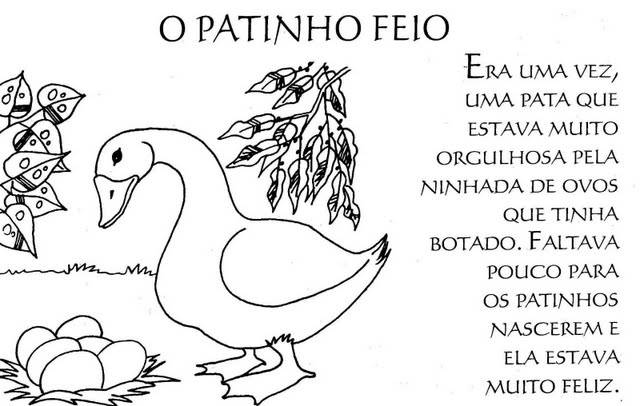 O PATINHO FEIO
ERA UMA VEZ,
UMA PATA QUE
ESTAVA MUITO
ORGULHOSA PELA
NINHADA DE OVOS
QUE TINHA
BOTADO. FALTAVA
POUCO PARA
OS PATINHOS
NASCEREM E
ELA ESTAVA
MUITO FELIZ.